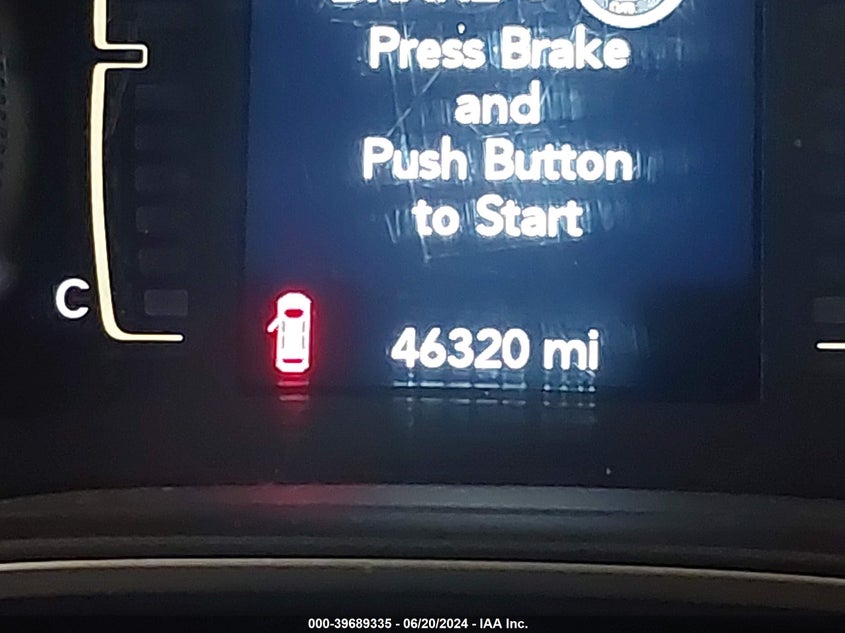 Press Brake
and
Push Button
to Start
C
46320 mi
000-39689335 - 06/20/2024 - IAA Inc.